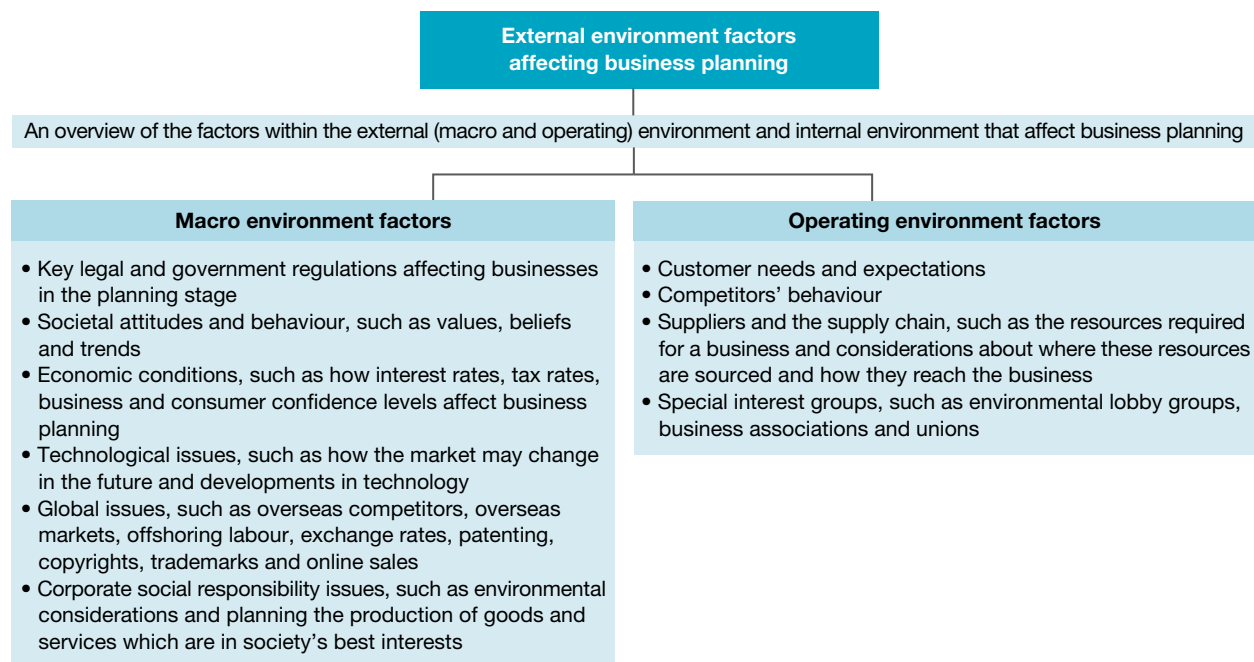 External environment factors
affecting business planning
An overview of the factors within the external (macro and operating) environment and internal environment that affect business planning
Macro environment factors
• Key legal and government regulations affecting businesses
in the planning stage
• Societal attitudes and behaviour, such as values, beliefs
and trends
• Economic conditions, such as how interest rates, tax rates,
business and consumer confidence levels affect business
planning
• Technological issues, such as how the market may change
in the future and developments in technology
• Global issues, such as overseas competitors, overseas
markets, offshoring labour, exchange rates, patenting,
copyrights, trademarks and online sales
• Corporate social responsibility issues, such as environmental
considerations and planning the production of goods and
services which are in society’s best interests
Operating environment factors
• Customer needs and expectations
• Competitors’ behaviour
• Suppliers and the supply chain, such as the resources required
for a business and considerations about where these resources
are sourced and how they reach the business
• Special interest groups, such as environmental lobby groups,
business associations and unions